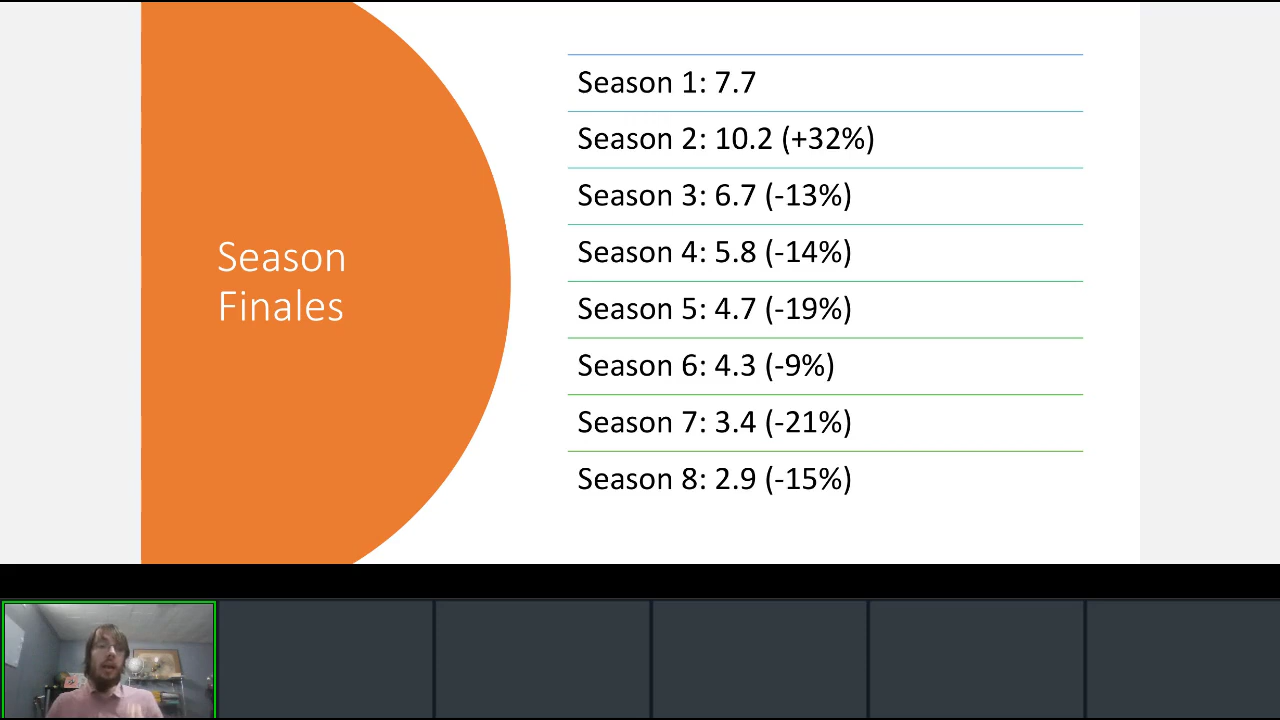 Season
Finales
Season 1: 7.7
Season 2: 10.2 (+32%)
Season 3: 6.7 (-13%)
Season 4: 5.8 (-14%)
Season 5: 4.7 (-19%)
Season 6: 4.3 (-9%)
Season 7: 3.4 (-21%)
Season 8: 2.9 (-15%)